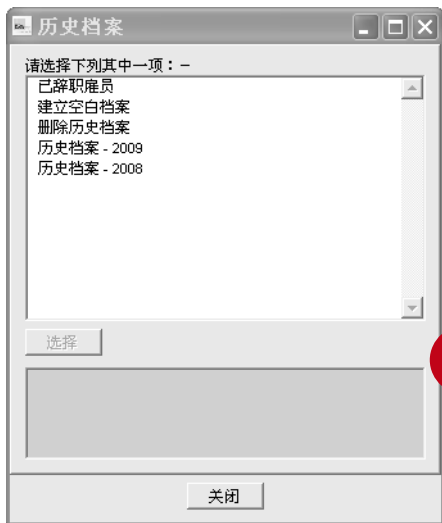 历史档案
请选择下列其中一项：–
已辞职雇员
建立空白档案
删除历史档案
历史档案 - 2009
历史档案 - 2008
选择
关闭